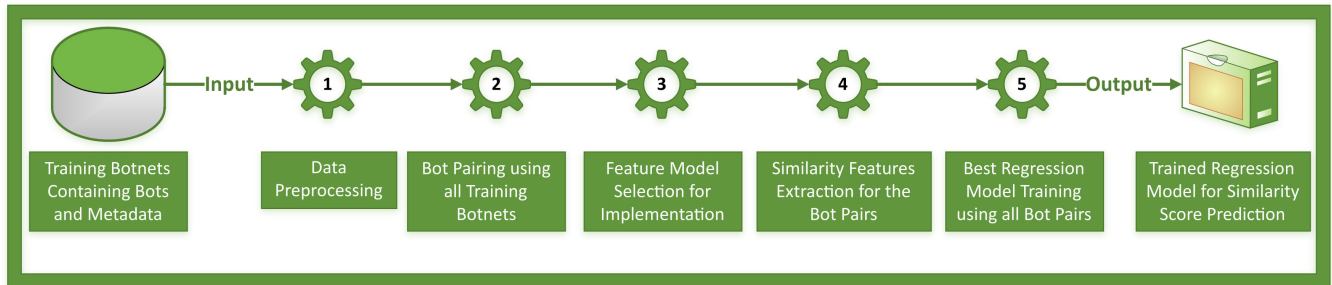 Input
1
2
3
4
5
Output
Training Botnets
Containing Bots
and Metadata
Data
Preprocessing
Bot Pairing using
all Training
Botnets
Feature Model
Selection for
Implementation
Similarity Features
Extraction for the
Bot Pairs
Best Regression
Model Training
using all Bot Pairs
Trained Regression
Model for Similarity
Score Prediction